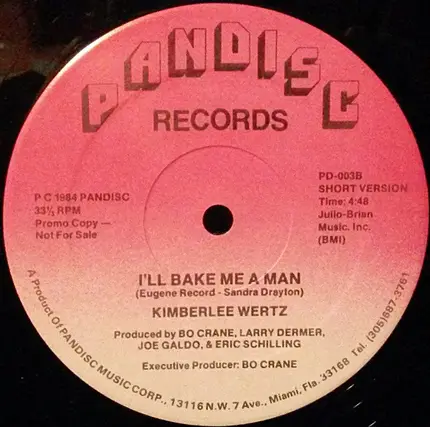 PANDISC
RECORDS
P C 1984 PANDISC
33⅓ RPM
Promo Copy —
Not For Sale
PD-003B
SHORT VERSION
Time: 4:48
Julio-Brian
Music. Inc.
(BMI)
I'LL BAKE ME A MAN
(Eugene Record - Sandra Drayton)
KIMBERLEE WERTZ
Produced by BO CRANE, LARRY DERMER,
JOE GALDO, & ERIC SCHILLING
Executive Producer: BO CRANE
A Product Of PANDISC MUSIC CORP., 13116 N.W. 7 Ave., Miami, Fla. 33168 Tel. (305)687-3761